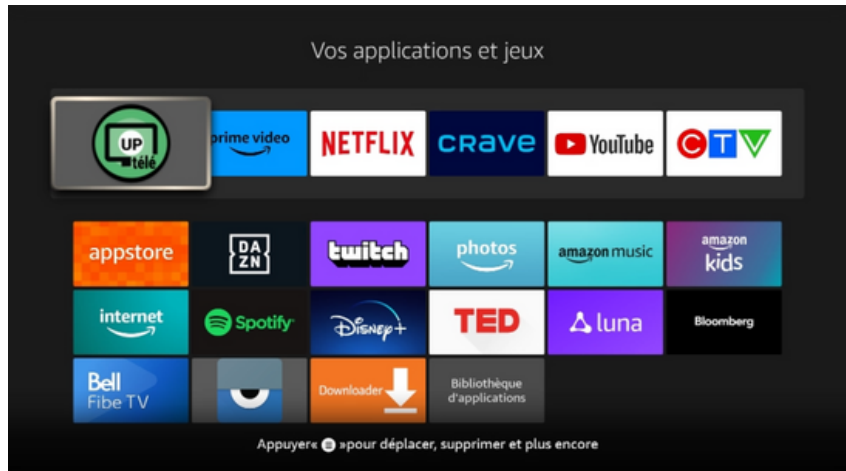 Vos applications et jeux
UP
télé
prime video
NETFLIX
CRAVE
YouTube
CTV
appstore
DAZN
twitch
photos
amazon music
amazon
kids
internet
Spotify
Disney+
TED
luna
Bloomberg
Bell
Fibe TV
Downloader
Bibliothèque
d'applications
Appuyer« »pour déplacer, supprimer et plus encore